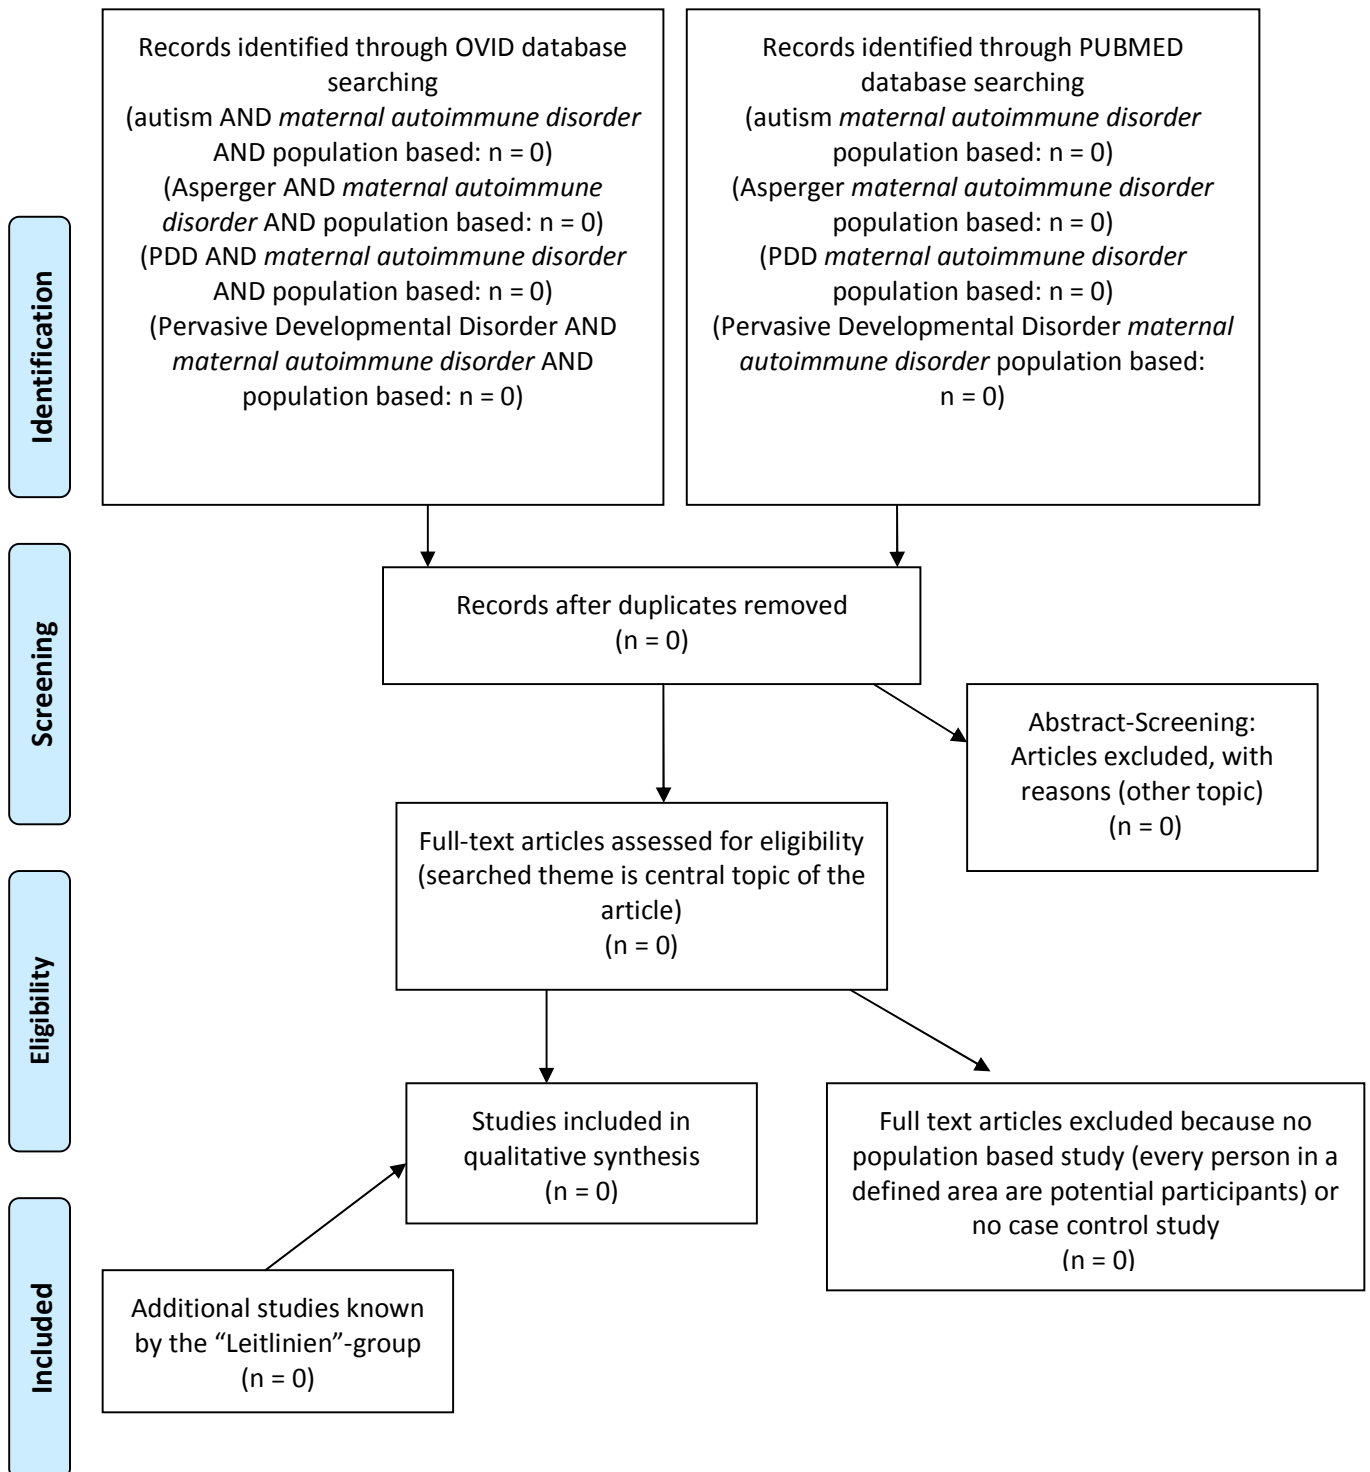 Records identified through OVID database
searching
(autism AND maternal autoimmune disorder
AND population based: n = 0)
(Asperger AND maternal autoimmune
disorder AND population based: n = 0)
(PDD AND maternal autoimmune disorder
AND population based: n = 0)
(Pervasive Developmental Disorder AND
maternal autoimmune disorder AND
population based: n = 0)
Records identified through PUBMED
database searching
(autism maternal autoimmune disorder
population based: n = 0)
(Asperger maternal autoimmune disorder
population based: n = 0)
(PDD maternal autoimmune disorder
population based: n = 0)
(Pervasive Developmental Disorder maternal
autoimmune disorder population based:
n = 0)
Identification
Records after duplicates removed
(n = 0)
Screening
Abstract-Screening:
Articles excluded, with
reasons (other topic)
(n = 0)
Full-text articles assessed for eligibility
(searched theme is central topic of the
article)
(n = 0)
Eligibility
Studies included in
qualitative synthesis
(n = 0)
Full text articles excluded because no
population based study (every person in a
defined area are potential participants) or
no case control study
(n = 0)
Included
Additional studies known
by the “Leitlinien”-group
(n = 0)